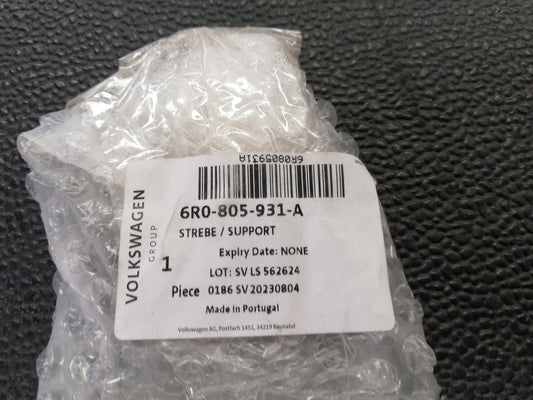 6R0805931A
6R0-805-931-A
STREBE / SUPPORT
Expiry Date: NONE
LOT: SV LS 562624
1
Piece 0186 SV 20230804
Made in Portugal
Volkswagen AG, Postfach 1451, 34219 Baunatal
VOLKSWAGEN
GROUP